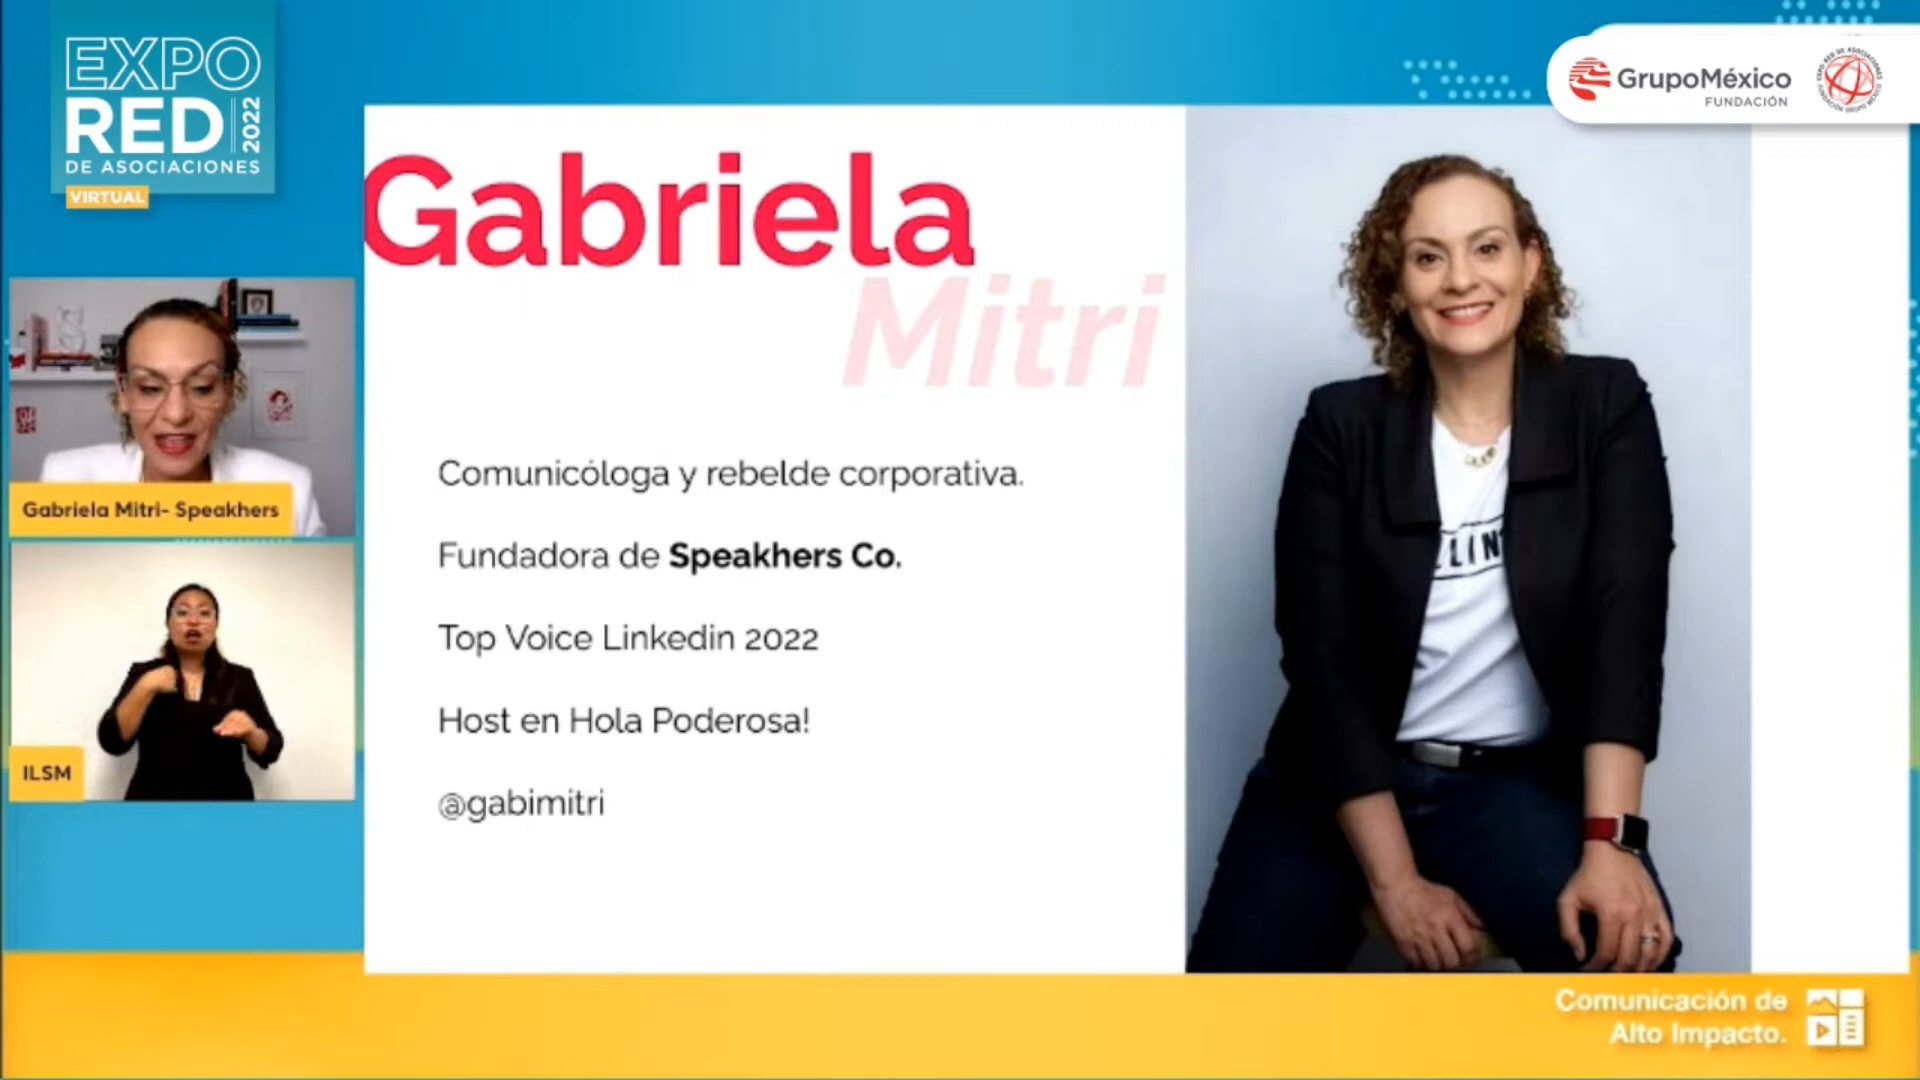 EXPO
RED 2022
DE ASOCIACIONES
VIRTUAL
GrupoMéxico
FUNDACIÓN
Gabriela
Mitri
Comunicóloga y rebelde corporativa.
Fundadora de Speakhers Co.
Top Voice Linkedin 2022
Host en Hola Poderosa!
@gabimitri
Gabriela Mitri- Speakhers
ILSM
Comunicación de
Alto Impacto.